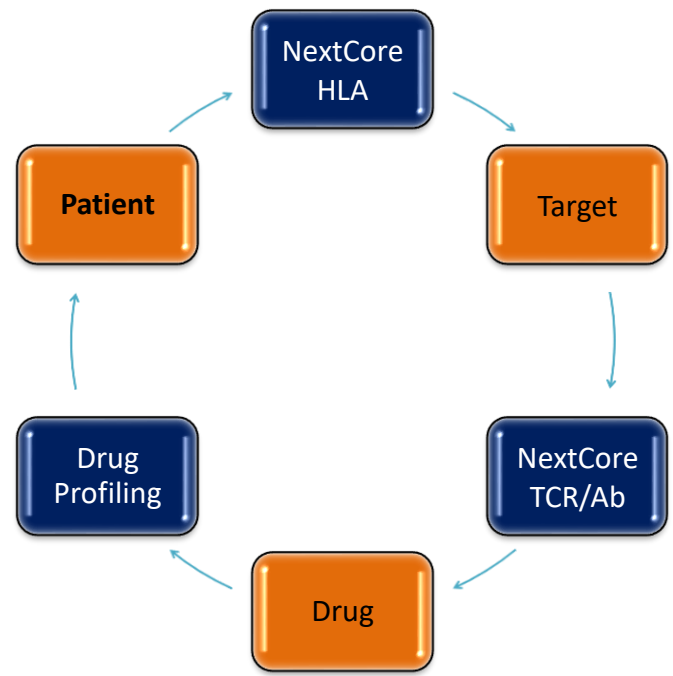 NextCore
HLA
Patient
Target
Drug
Profiling
NextCore
TCR/Ab
Drug